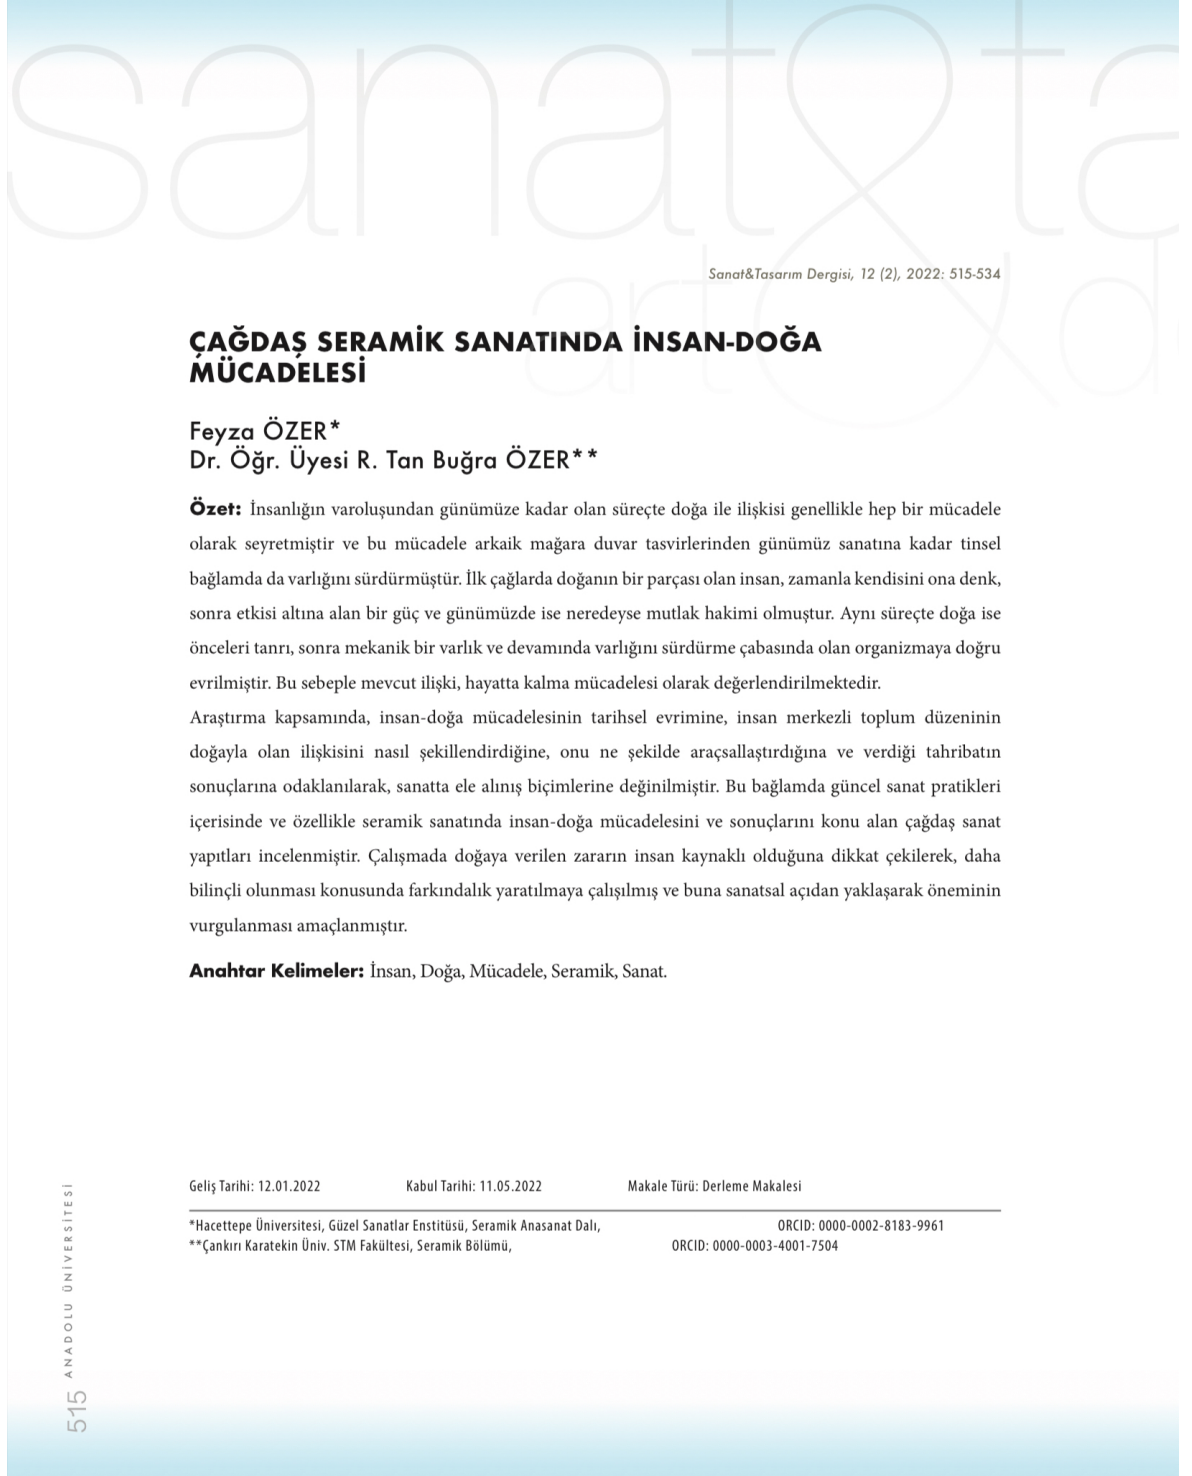 sanat&ta
art&d
Sanat&Tasarım Dergisi, 12 (2), 2022: 515-534
ÇAĞDAŞ SERAMİK SANATINDA İNSAN-DOĞA
MÜCADELESİ
Feyza ÖZER*
Dr. Öğr. Üyesi R. Tan Buğra ÖZER**
Özet: İnsanlığın varoluşundan günümüze kadar olan süreçte doğa ile ilişkisi genellikle hep bir mücadele
olarak seyretmiştir ve bu mücadele arkaik mağara duvar tasvirlerinden günümüz sanatına kadar tinsel
bağlamda da varlığını sürdürmüştür. İlk çağlarda doğanın bir parçası olan insan, zamanla kendisini ona denk,
sonra etkisi altına alan bir güç ve günümüzde ise neredeyse mutlak hakimi olmuştur. Aynı süreçte doğa ise
önceleri tanrı, sonra mekanik bir varlık ve devamında varlığını sürdürme çabasında olan organizmaya doğru
evrilmiştir. Bu sebeple mevcut ilişki, hayatta kalma mücadelesi olarak değerlendirilmektedir.
Araştırma kapsamında, insan-doğa mücadelesinin tarihsel evrimine, insan merkezli toplum düzeninin
doğayla olan ilişkisini nasıl şekillendirdiğine, onu ne şekilde araçsallaştırdığına ve verdiği tahribatın
sonuçlarına odaklanılarak, sanatta ele alınış biçimlerine değinilmiştir. Bu bağlamda güncel sanat pratikleri
içerisinde ve özellikle seramik sanatında insan-doğa mücadelesini ve sonuçlarını konu alan çağdaş sanat
yapıtları incelenmiştir. Çalışmada doğaya verilen zararın insan kaynaklı olduğuna dikkat çekilerek, daha
bilinçli olunması konusunda farkındalık yaratılmaya çalışılmış ve buna sanatsal açıdan yaklaşarak öneminin
vurgulanması amaçlanmıştır.
Anahtar Kelimeler: İnsan, Doğa, Mücadele, Seramik, Sanat.
Geliş Tarihi: 12.01.2022 Kabul Tarihi: 11.05.2022 Makale Türü: Derleme Makalesi
*Hacettepe Üniversitesi, Güzel Sanatlar Enstitüsü, Seramik Anasanat Dalı, ORCID: 0000-0002-8183-9961
**Çankırı Karatekin Üniv. STM Fakültesi, Seramik Bölümü, ORCID: 0000-0003-4001-7504
515 ANADOLU ÜNİVERSİTESİ